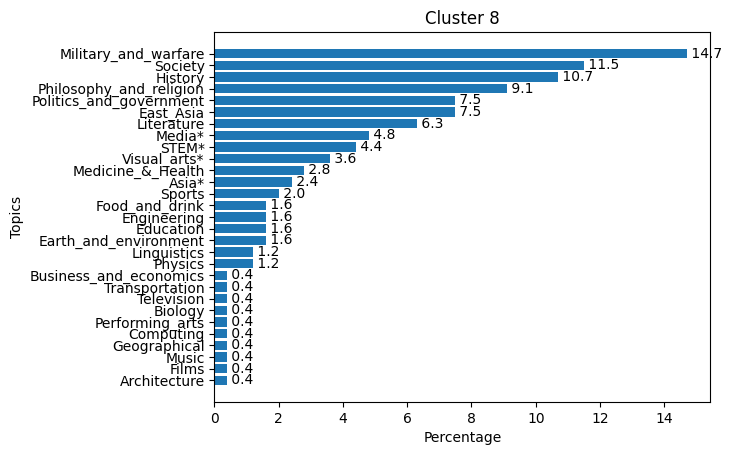 Cluster 8
Topics
Military_and_warfare 14.7
Society 11.5
History 10.7
Philosophy_and_religion 9.1
Politics_and_government 7.5
East_Asia 7.5
Literature 6.3
Media* 4.8
STEM* 4.4
Visual_arts* 3.6
Medicine_&_Health 2.8
Asia* 2.4
Sports 2.0
Food_and_drink 1.6
Engineering 1.6
Education 1.6
Earth_and_environment 1.6
Linguistics 1.2
Physics 1.2
Business_and_economics 0.4
Transportation 0.4
Television 0.4
Biology 0.4
Performing_arts 0.4
Computing 0.4
Geographical 0.4
Music 0.4
Films 0.4
Architecture 0.4
0 2 4 6 8 10 12 14
Percentage